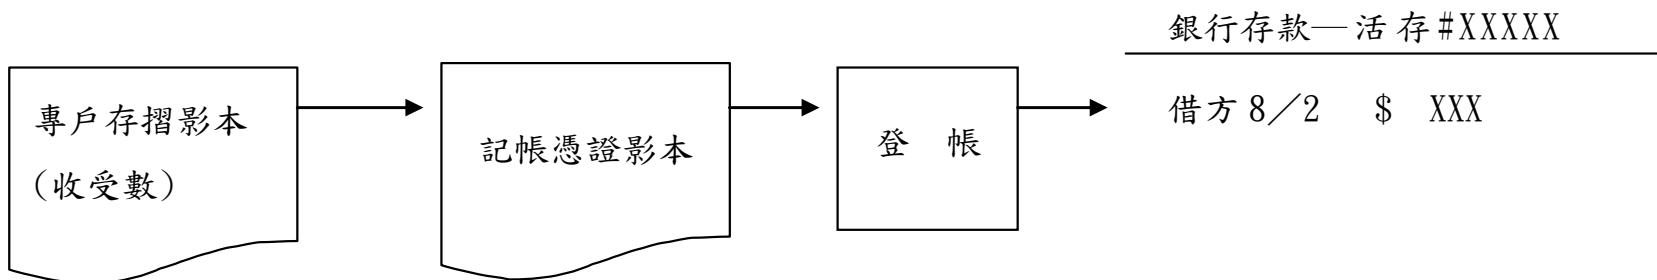 銀行存款—活存#XXXXX
專戶存摺影本
(收受數)
記帳憑證影本
登 帳
借方 8／2 $ XXX